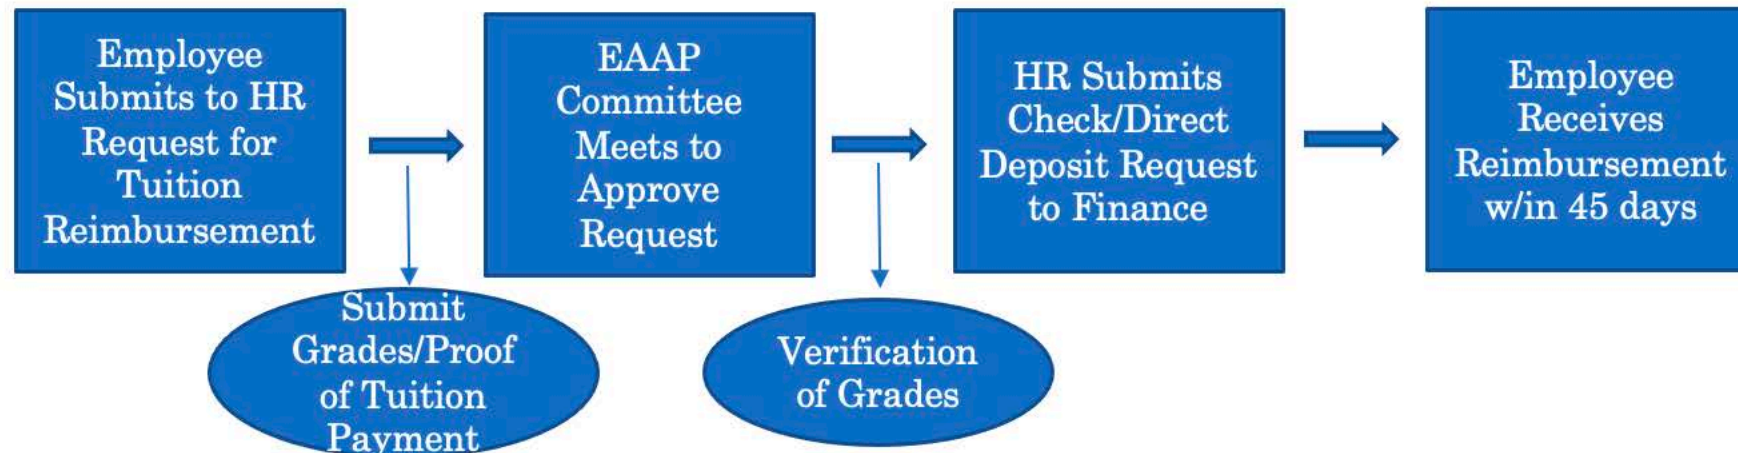 Employee
Submits to HR
Request for
Tuition
Reimbursement
EAAP
Committee
Meets to
Approve
Request
HR Submits
Check/Direct
Deposit Request
to Finance
Employee
Receives
Reimbursement
w/in 45 days
Submit
Grades/Proof
of Tuition
Payment
Verification
of Grades